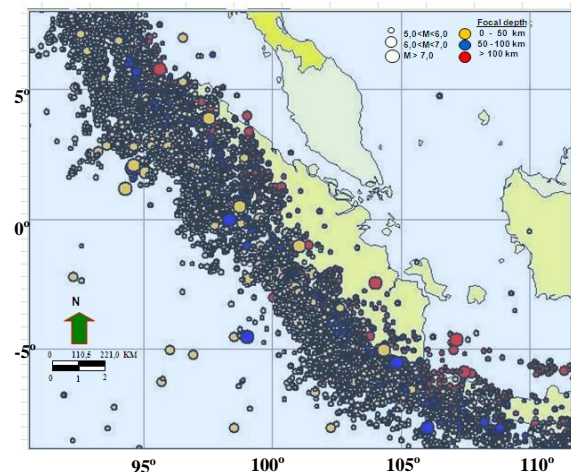 Focal depth :
5,0<M<6,0
6,0<M<7,0
M > 7,0
0 - 50 km
50 -100 km
> 100 km
5º
0º
-5º
N
0 110,5 221,0 KM
0 1 2
95º 100º 105º 110º